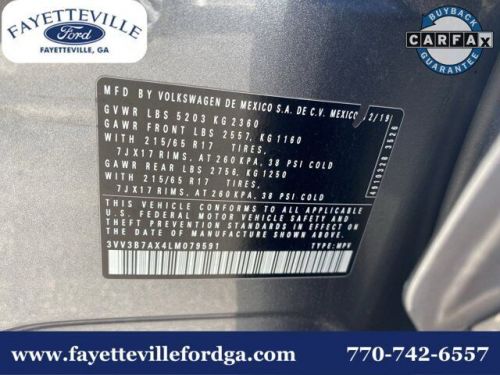 FAYETTEVILLE
Ford
FAYETTEVILLE, GA
BUYBACK
CARFAX
GUARANTEE
MFD BY VOLKSWAGEN DE MEXICO S.A. DE C.V. MEXICO 12/19
GVWR LBS 5203 KG 2360
GAWR FRONT LBS 2557, KG 1160
WITH 215/65 R17 TIRES,
7JX17 RIMS, AT 260 KPA, 38 PSI COLD
GAWR REAR LBS 2756, KG 1250
WITH 215/65 R17 TIRES,
7JX17 RIMS, AT 260 KPA, 38 PSI COLD
THIS VEHICLE CONFORMS TO ALL APPLICABLE
U.S. FEDERAL MOTOR VEHICLE SAFETY AND
THEFT PREVENTION STANDARDS IN EFFECT ON THE
DATE OF MANUFACTURE SHOWN ABOVE.
3VV3B7AX4LM079591 TYPE: MPV
www.fayettevillefordga.com
770-742-6557